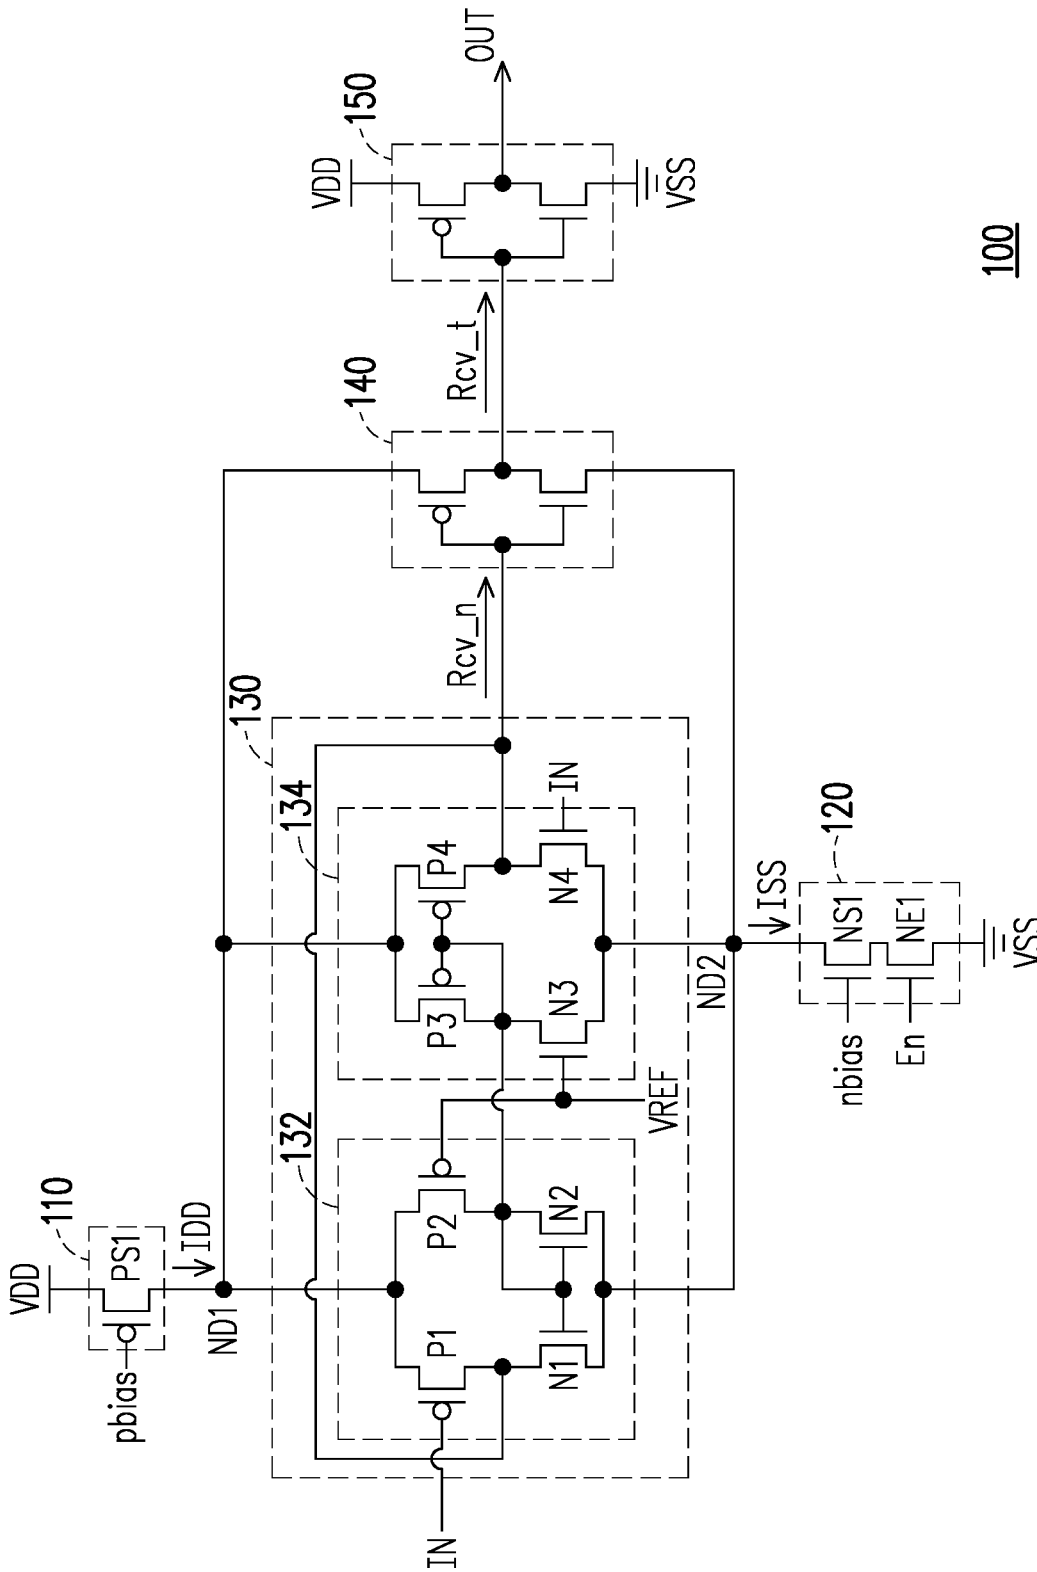 100
VDD
pbias
PS1
110
IDD
ND1
130
132
134
IN
P1
P2
N1
N2
VREF
P3
P4
N3
N4
IN
Rcv_n
140
Rcv_t
150
VDD
VSS
OUT
ND2
ISS
120
nbias
NS1
En
NE1
VSS